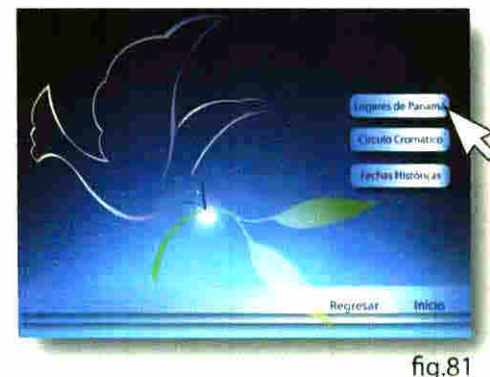 Lugares de Panamá
Círculo Cromático
Fechas Históricas
Regresar Inicio
fig.81